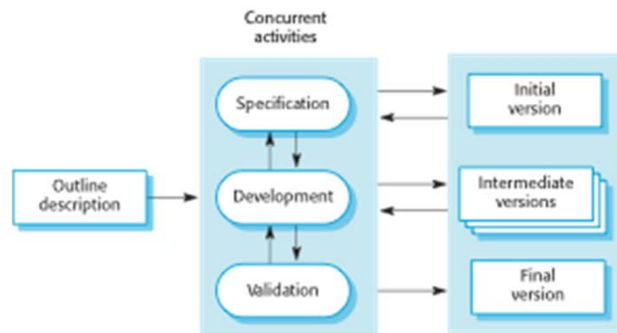 Concurrent
activities
Specification
Initial
version
Outline
description
Development
Intermediate
versions
Validation
Final
version